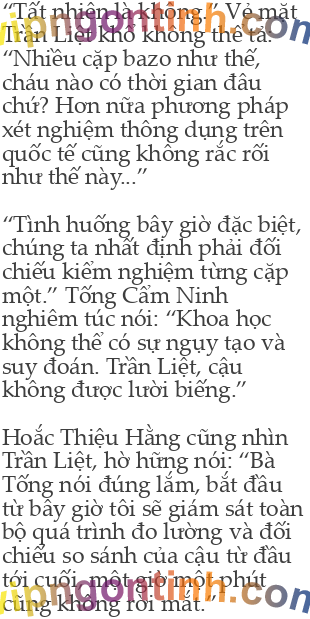 “Tất nhiên là không.” Vẻ mặt
Trần Liệt khổ không thể tả:
“Nhiều cặp bazo như thế,
cháu nào có thời gian đâu
chứ? Hơn nữa phương pháp
xét nghiệm thông dụng trên
quốc tế cũng không rắc rối
như thế này...”
“Tình huống bây giờ đặc biệt,
chúng ta nhất định phải đối
chiếu kiểm nghiệm từng cặp
một.” Tống Cẩm Ninh
nghiêm túc nói: “Khoa học
không thể có sự ngụy tạo và
suy đoán. Trần Liệt, cậu
không được lười biếng.”
Hoắc Thiệu Hằng cũng nhìn
Trần Liệt, hờ hững nói: “Bà
Tống nói đúng lắm, bắt đầu
từ bây giờ tôi sẽ giám sát toàn
bộ quá trình đo lường và đối
chiếu so sánh của cậu từ đầu
tới cuối, một giờ một phút
cũng không rời mắt.”
vipngontinh.com
vipngontinh.com